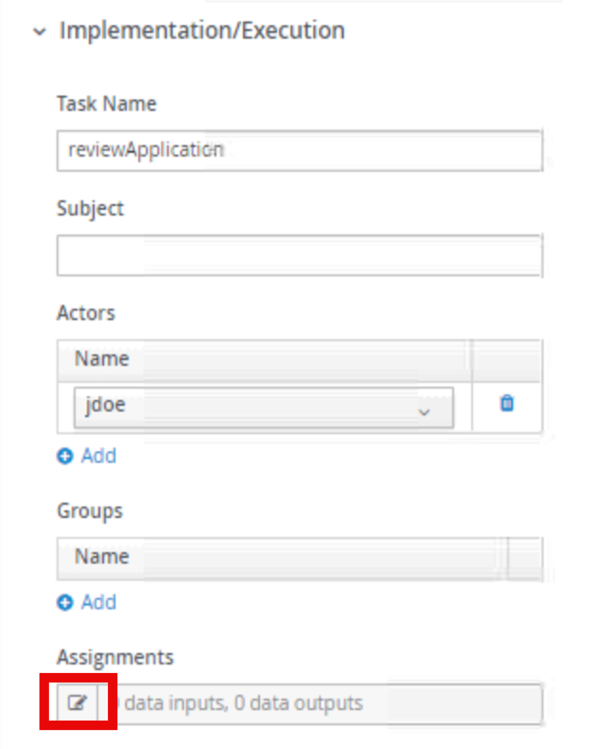 Implementation/Execution
Task Name
reviewApplication
Subject
Actors
Name
jdoe
Add
Groups
Name
Add
Assignments
data inputs, 0 data outputs